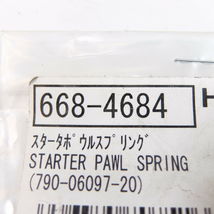 668-4684
H
ｽﾀｰﾀﾎﾟｳﾙｽﾌﾟﾘﾝｸﾞ
STARTER PAWL SPRING
(790-06097-20)